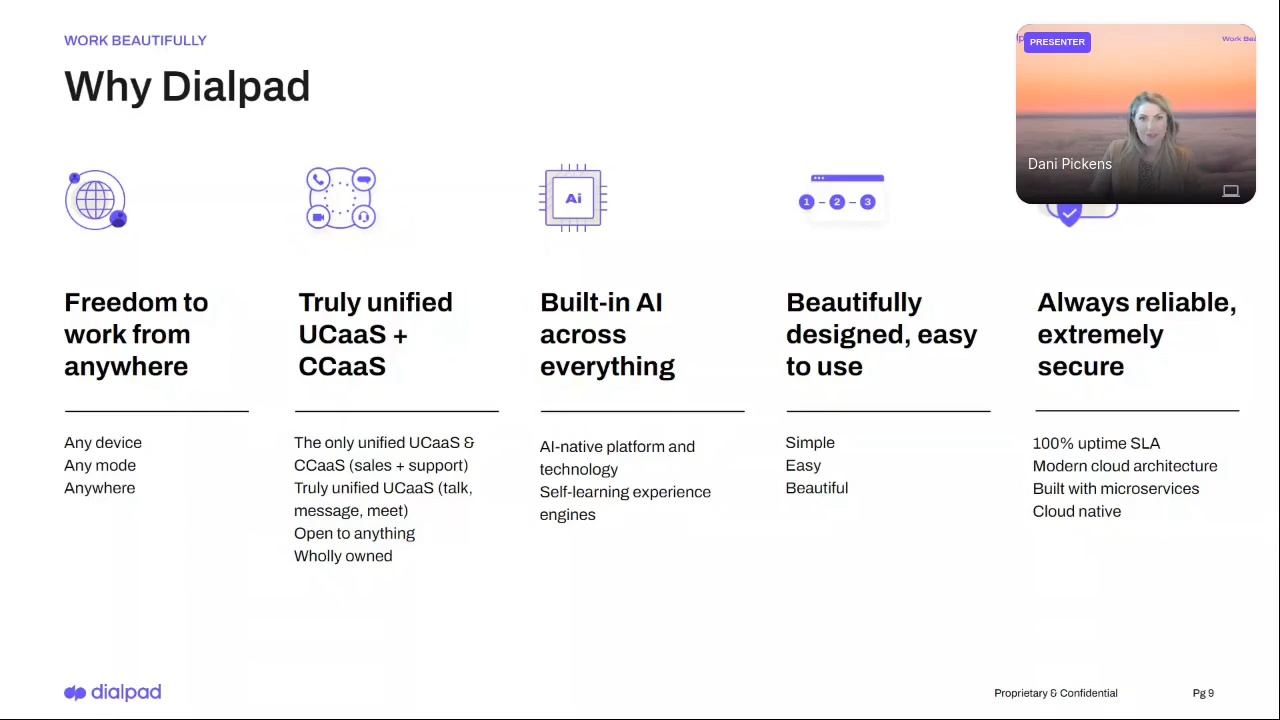 WORK BEAUTIFULLY
Why Dialpad
PRESENTER
Work Bea
Dani Pickens
Ai
1 – 2 – 3
Freedom to
work from
anywhere
Any device
Any mode
Anywhere
Truly unified
UCaaS +
CCaaS
The only unified UCaaS &
CCaaS (sales + support)
Truly unified UCaaS (talk,
message, meet)
Open to anything
Wholly owned
Built-in AI
across
everything
AI-native platform and
technology
Self-learning experience
engines
Beautifully
designed, easy
to use
Simple
Easy
Beautiful
Always reliable,
extremely
secure
100% uptime SLA
Modern cloud architecture
Built with microservices
Cloud native
dialpad
Proprietary & Confidential
Pg 9